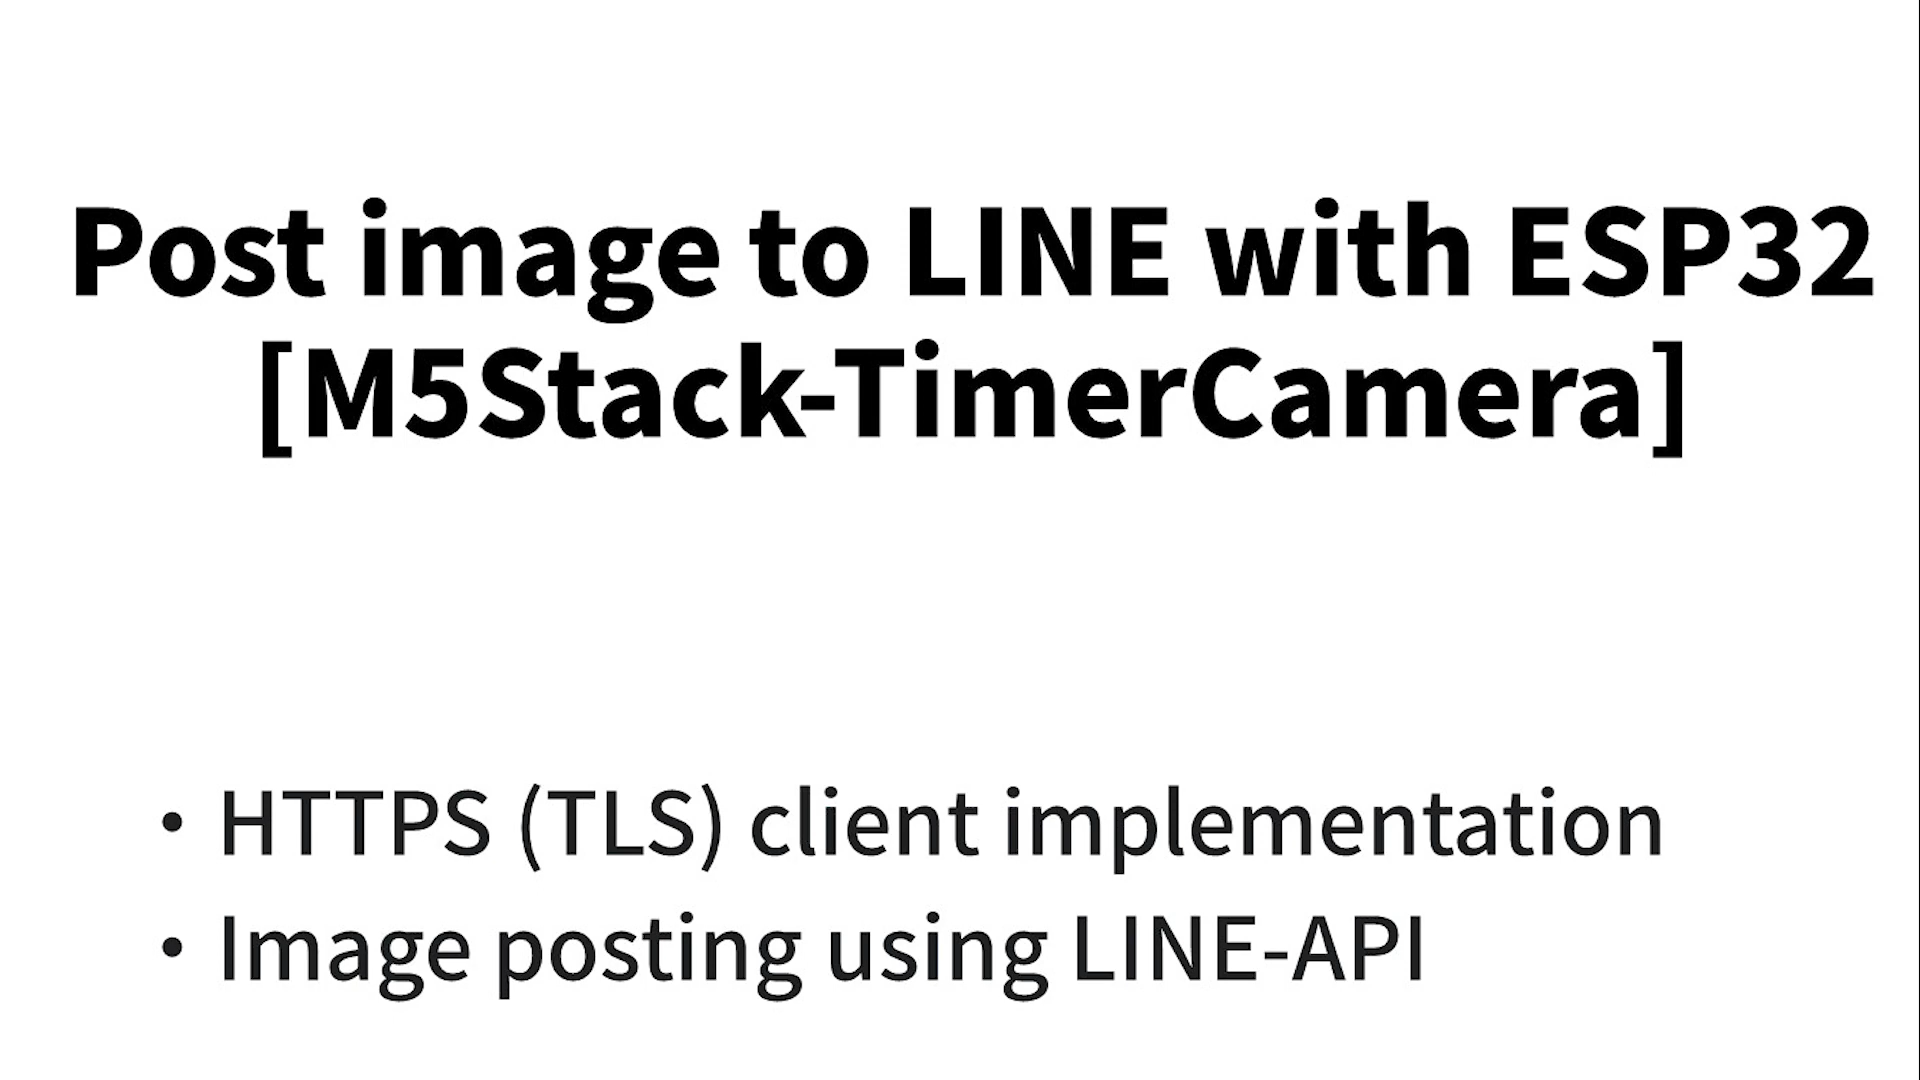 Post image to LINE with ESP32
[M5Stack-TimerCamera]
• HTTPS (TLS) client implementation
• Image posting using LINE-API